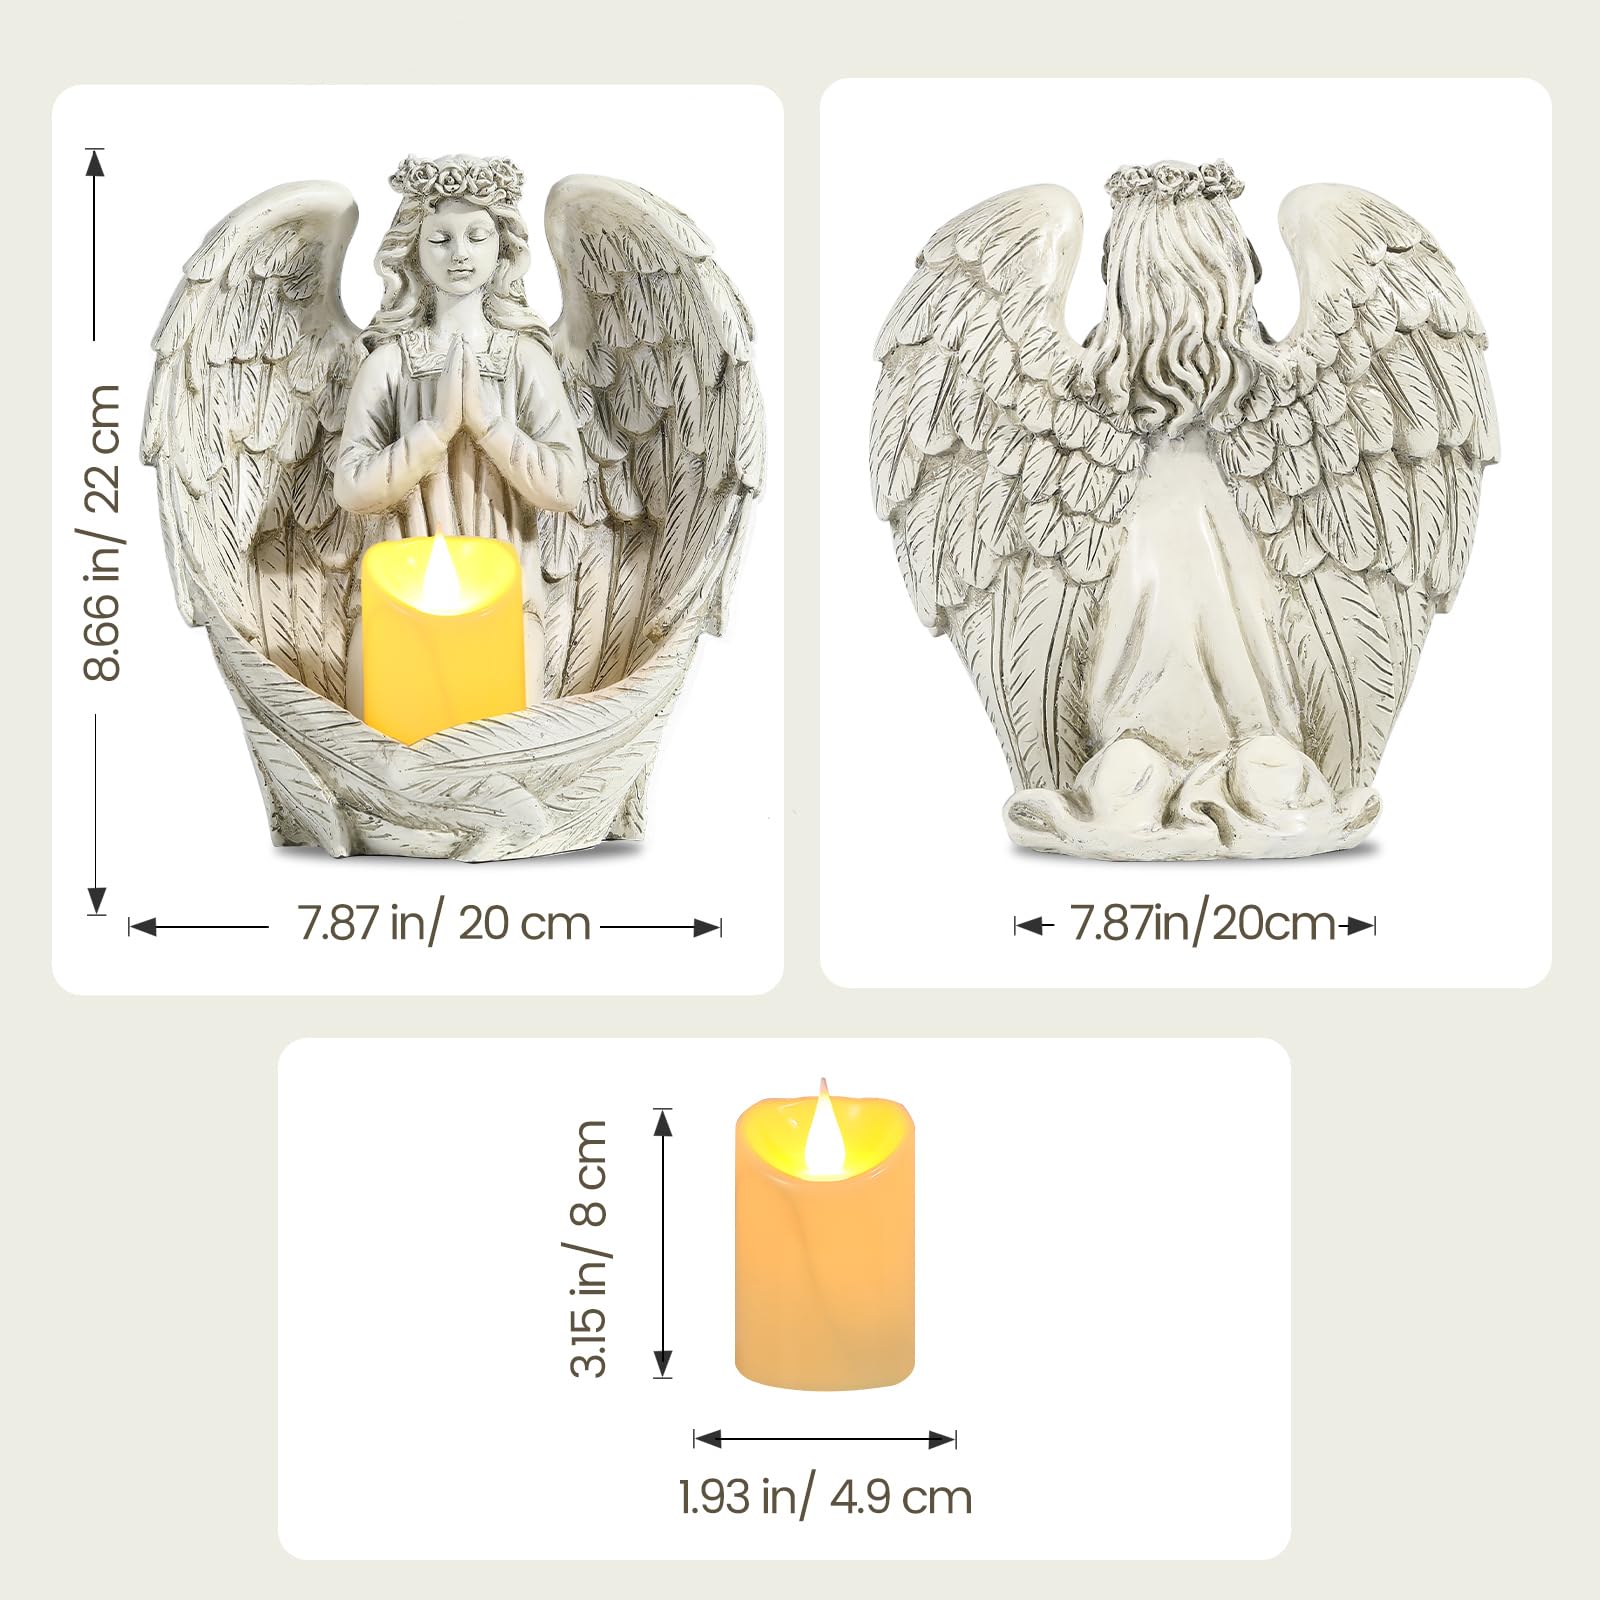 8.66 in/ 22 cm
7.87 in/ 20 cm
7.87in/20cm
3.15 in/ 8 cm
1.93 in/ 4.9 cm